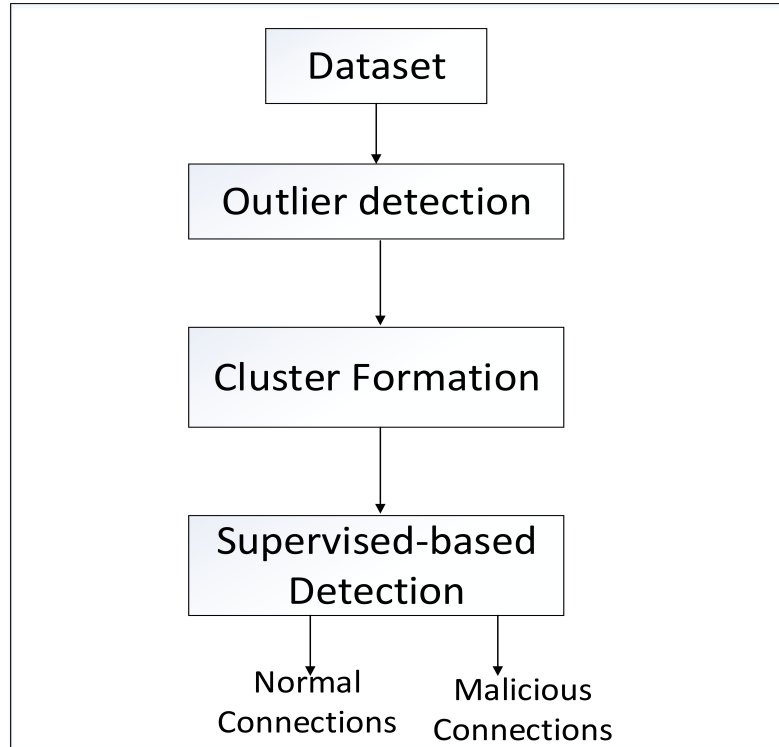 Dataset
Outlier detection
Cluster Formation
Supervised-based
Detection
Normal
Connections
Malicious
Connections